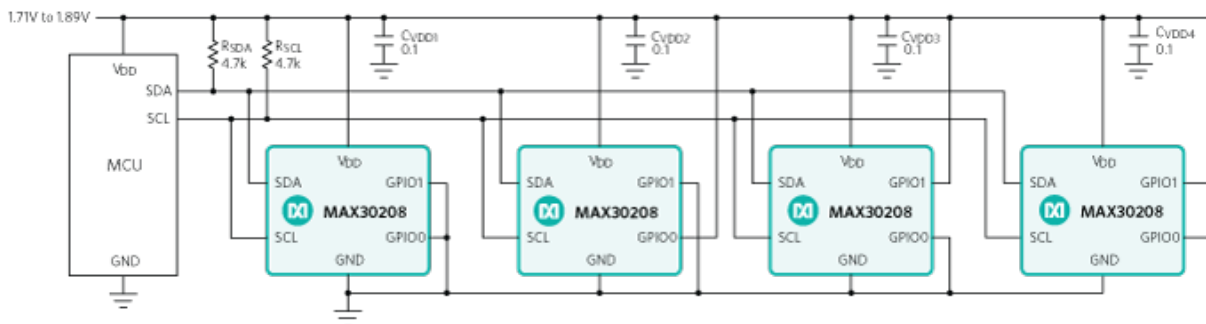 1.71V to 1.89V
RSDA
4.7k
RSCL
4.7k
CVDD1
0.1
CVDD2
0.1
CVDD3
0.1
CVDD4
0.1
VDD
SDA
SCL
MCU
GND
VDD
SDA
GPIO1
MAX30208
SCL
GPIO0
GND
VDD
SDA
GPIO1
MAX30208
SCL
GPIO0
GND
VDD
SDA
GPIO1
MAX30208
SCL
GPIO0
GND
VDD
SDA
GPIO1
MAX30208
SCL
GPIO0
GND